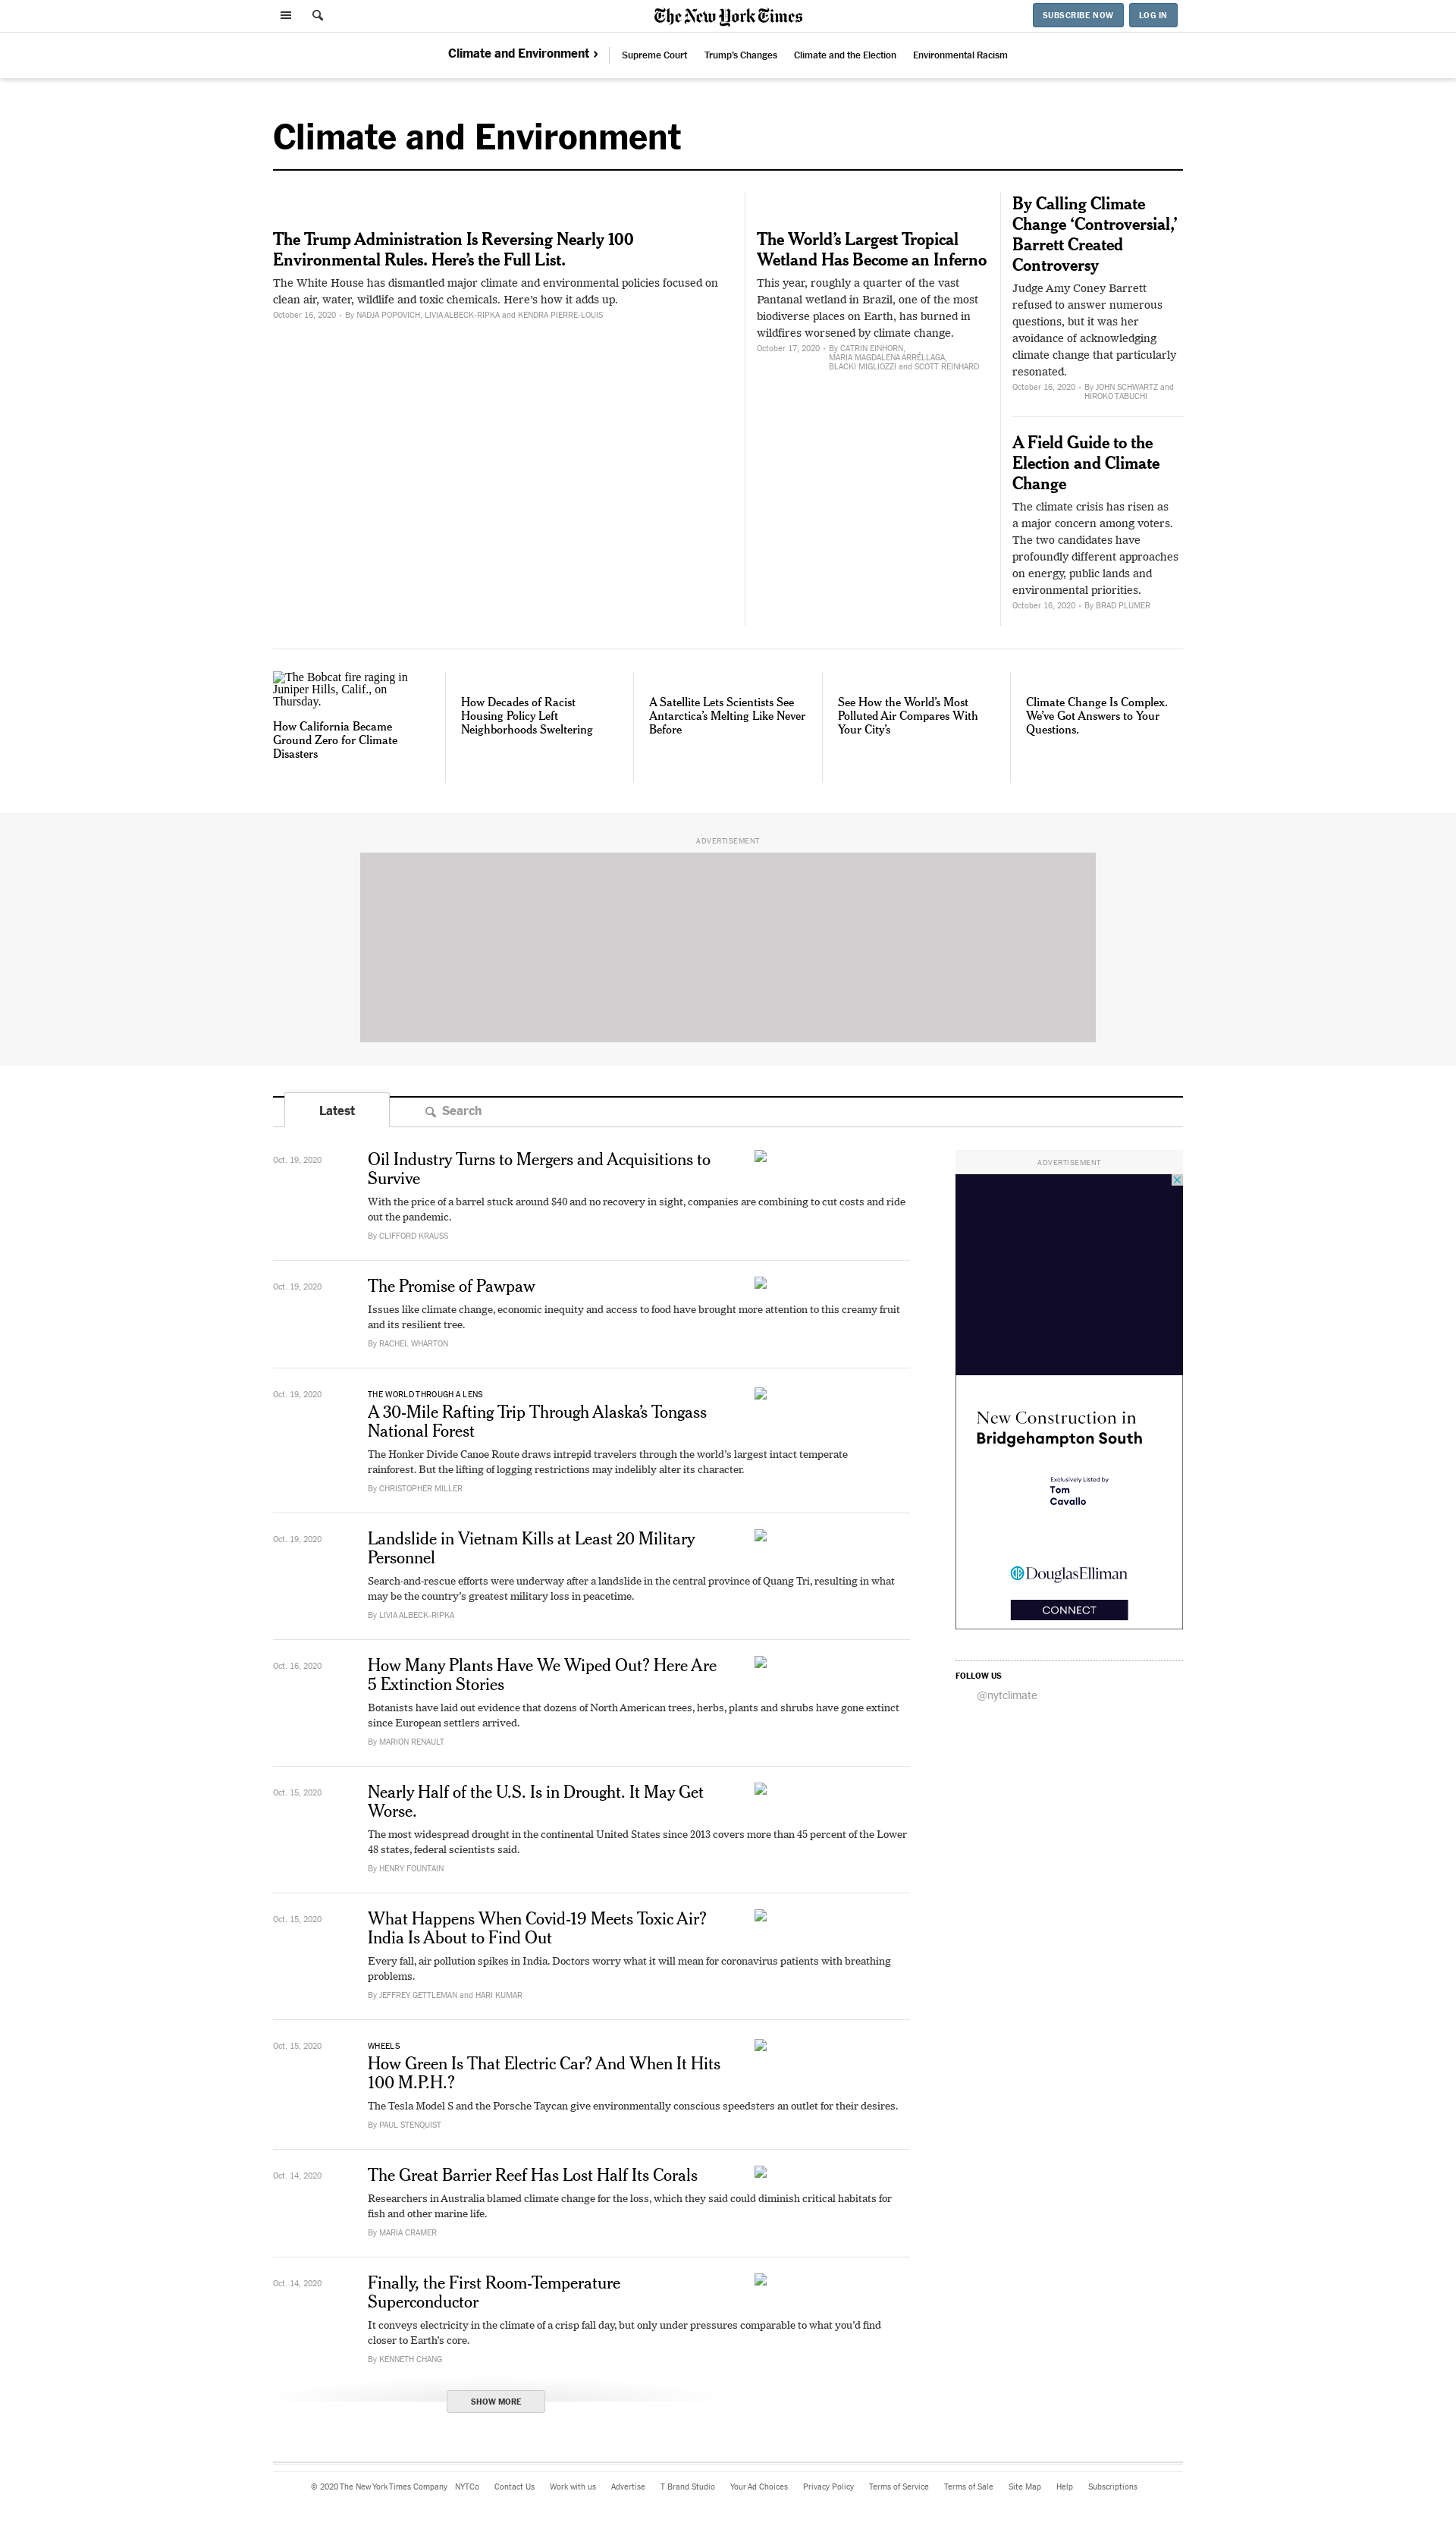 The New York Times
SUBSCRIBE NOW
LOG IN
Climate and Environment ›
Supreme Court
Trump's Changes
Climate and the Election
Environmental Racism
Climate and Environment
The Trump Administration Is Reversing Nearly 100
Environmental Rules. Here's the Full List.
The White House has dismantled major climate and environmental policies focused on
clean air, water, wildlife and toxic chemicals. Here's how it adds up.
October 16, 2020 • By NADJA POPOVICH, LIVIA ALBECK-RIPKA and KENDRA PIERRE-LOUIS
The World's Largest Tropical
Wetland Has Become an Inferno
This year, roughly a quarter of the vast
Pantanal wetland in Brazil, one of the most
biodiverse places on Earth, has burned in
wildfires worsened by climate change.
October 17, 2020 • By CATRIN EINHORN,
MARIA MAGDALENA ARRÉLLAGA,
BLACKI MIGLIOZZI and SCOTT REINHARD
By Calling Climate
Change ‘Controversial,’
Barrett Created
Controversy
Judge Amy Coney Barrett
refused to answer numerous
questions, but it was her
avoidance of acknowledging
climate change that particularly
resonated.
October 16, 2020 • By JOHN SCHWARTZ and
HIROKO TABUCHI
A Field Guide to the
Election and Climate
Change
The climate crisis has risen as
a major concern among voters.
The two candidates have
profoundly different approaches
on energy, public lands and
environmental priorities.
October 16, 2020 • By BRAD PLUMER
The Bobcat fire raging in
Juniper Hills, Calif., on
Thursday.
How California Became
Ground Zero for Climate
Disasters
How Decades of Racist
Housing Policy Left
Neighborhoods Sweltering
A Satellite Lets Scientists See
Antarctica's Melting Like Never
Before
See How the World's Most
Polluted Air Compares With
Your City's
Climate Change Is Complex.
We've Got Answers to Your
Questions.
ADVERTISEMENT
Latest
Search
Oct. 19, 2020
Oil Industry Turns to Mergers and Acquisitions to
Survive
With the price of a barrel stuck around $40 and no recovery in sight, companies are combining to cut costs and ride
out the pandemic.
By CLIFFORD KRAUSS
Oct. 19, 2020
The Promise of Pawpaw
Issues like climate change, economic inequity and access to food have brought more attention to this creamy fruit
and its resilient tree.
By RACHEL WHARTON
Oct. 19, 2020
THE WORLD THROUGH A LENS
A 30-Mile Rafting Trip Through Alaska's Tongass
National Forest
The Honker Divide Canoe Route draws intrepid travelers through the world's largest intact temperate
rainforest. But the lifting of logging restrictions may indelibly alter its character.
By CHRISTOPHER MILLER
Oct. 19, 2020
Landslide in Vietnam Kills at Least 20 Military
Personnel
Search-and-rescue efforts were underway after a landslide in the central province of Quang Tri, resulting in what
may be the country's greatest military loss in peacetime.
By LIVIA ALBECK-RIPKA
Oct. 16, 2020
How Many Plants Have We Wiped Out? Here Are
5 Extinction Stories
Botanists have laid out evidence that dozens of North American trees, herbs, plants and shrubs have gone extinct
since European settlers arrived.
By MARION RENAULT
Oct. 15, 2020
Nearly Half of the U.S. Is in Drought. It May Get
Worse.
The most widespread drought in the continental United States since 2013 covers more than 45 percent of the Lower
48 states, federal scientists said.
By HENRY FOUNTAIN
Oct. 15, 2020
What Happens When Covid-19 Meets Toxic Air?
India Is About to Find Out
Every fall, air pollution spikes in India. Doctors worry what it will mean for coronavirus patients with breathing
problems.
By JEFFREY GETTLEMAN and HARI KUMAR
Oct. 15, 2020
WHEELS
How Green Is That Electric Car? And When It Hits
100 M.P.H.?
The Tesla Model S and the Porsche Taycan give environmentally conscious speedsters an outlet for their desires.
By PAUL STENQUIST
Oct. 14, 2020
The Great Barrier Reef Has Lost Half Its Corals
Researchers in Australia blamed climate change for the loss, which they said could diminish critical habitats for
fish and other marine life.
By MARIA CRAMER
Oct. 14, 2020
Finally, the First Room-Temperature
Superconductor
It conveys electricity in the climate of a crisp fall day, but only under pressures comparable to what you'd find
closer to Earth's core.
By KENNETH CHANG
SHOW MORE
ADVERTISEMENT
New Construction in
Bridgehampton South
Exclusively Listed by
Tom
Cavallo
DouglasElliman
CONNECT
FOLLOW US
@nytclimate
© 2020 The New York Times Company
NYTCo
Contact Us
Work with us
Advertise
T Brand Studio
Your Ad Choices
Privacy Policy
Terms of Service
Terms of Sale
Site Map
Help
Subscriptions